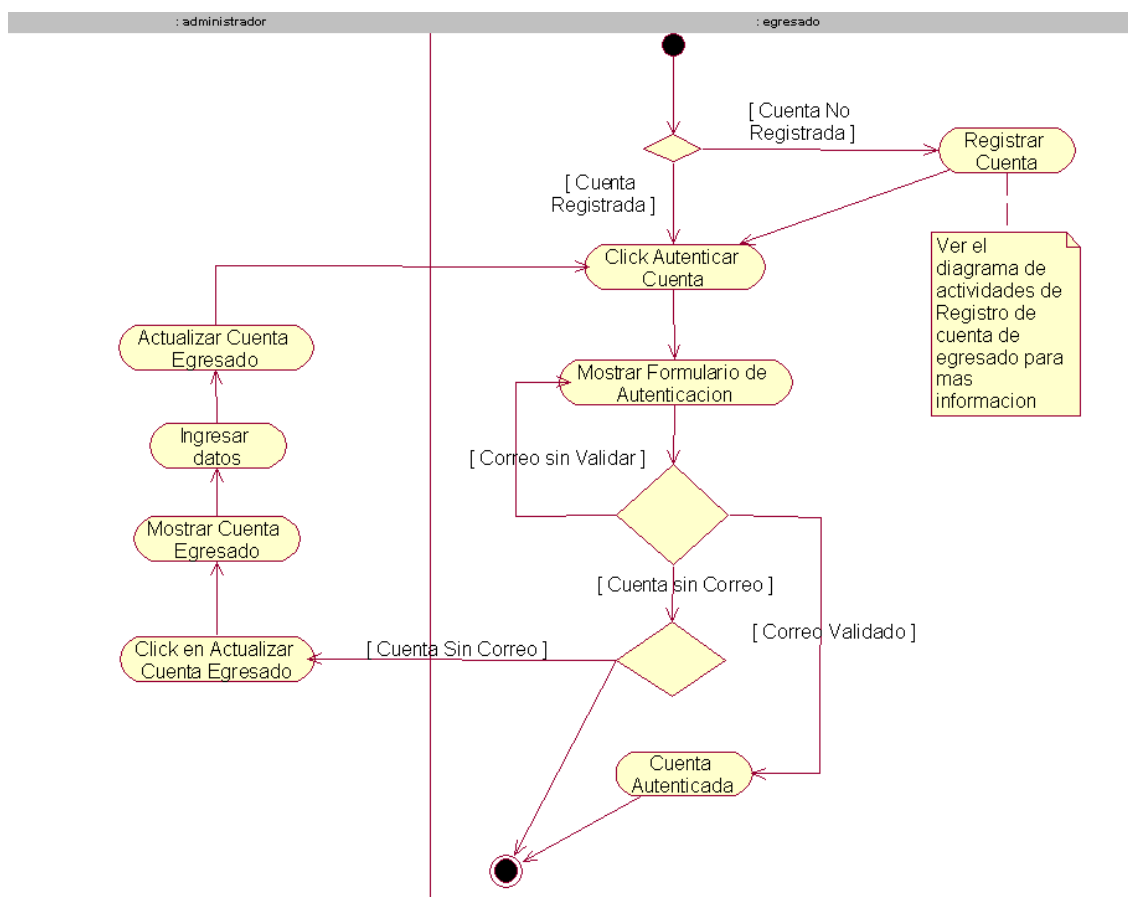 : administrador
: egresado
[ Cuenta No
Registrada ]
Registrar
Cuenta
[ Cuenta
Registrada ]
Click Autenticar
Cuenta
Ver el
diagrama de
actividades de
Registro de
cuenta de
egresado para
mas
informacion
Actualizar Cuenta
Egresado
Mostrar Formulario de
Autenticacion
Ingresar
datos
[ Correo sin Validar ]
Mostrar Cuenta
Egresado
[ Cuenta sin Correo ]
[ Correo Validado ]
Click en Actualizar
Cuenta Egresado
[ Cuenta Sin Correo ]
Cuenta
Autenticada